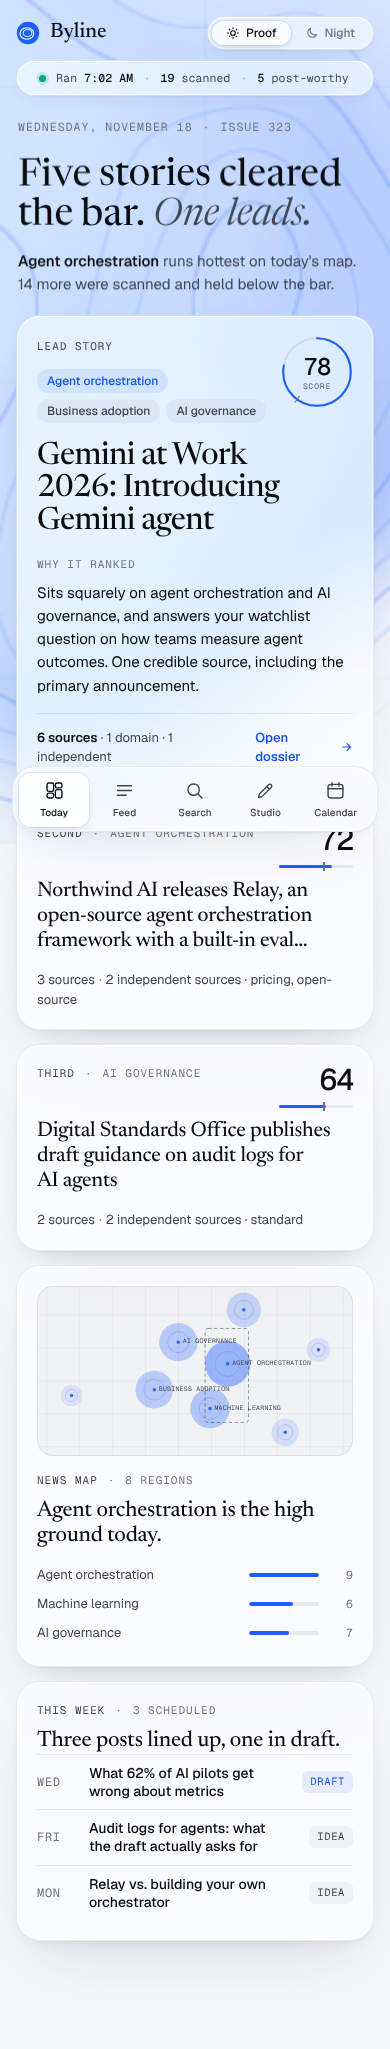 Byline
Proof
Night
Ran 7:02 AM · 19 scanned · 5 post-worthy
WEDNESDAY, NOVEMBER 18 · ISSUE 323
Five stories cleared
the bar. One leads.
Agent orchestration runs hottest on today's map.
14 more were scanned and held below the bar.
LEAD STORY
78
SCORE
Agent orchestration
Business adoption
AI governance
Gemini at Work
2026: Introducing
Gemini agent
WHY IT RANKED
Sits squarely on agent orchestration and AI
governance, and answers your watchlist
question on how teams measure agent
outcomes. One credible source, including the
primary announcement.
6 sources · 1 domain · 1
independent
Open
dossier →
Today
Feed
Search
Studio
Calendar
SECOND · AGENT ORCHESTRATION
72
Northwind AI releases Relay, an
open-source agent orchestration
framework with a built-in eval...
3 sources · 2 independent sources · pricing, open-
source
THIRD · AI GOVERNANCE
64
Digital Standards Office publishes
draft guidance on audit logs for
AI agents
2 sources · 2 independent sources · standard
AI GOVERNANCE
AGENT ORCHESTRATION
BUSINESS ADOPTION
MACHINE LEARNING
NEWS MAP · 8 REGIONS
Agent orchestration is the high
ground today.
Agent orchestration 9
Machine learning 6
AI governance 7
THIS WEEK · 3 SCHEDULED
Three posts lined up, one in draft.
WED
What 62% of AI pilots get
wrong about metrics
DRAFT
FRI
Audit logs for agents: what
the draft actually asks for
IDEA
MON
Relay vs. building your own
orchestrator
IDEA